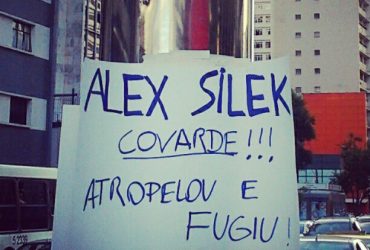 ALEX SILEK
COVARDE!!!
ATROPELOU E
FUGIU!